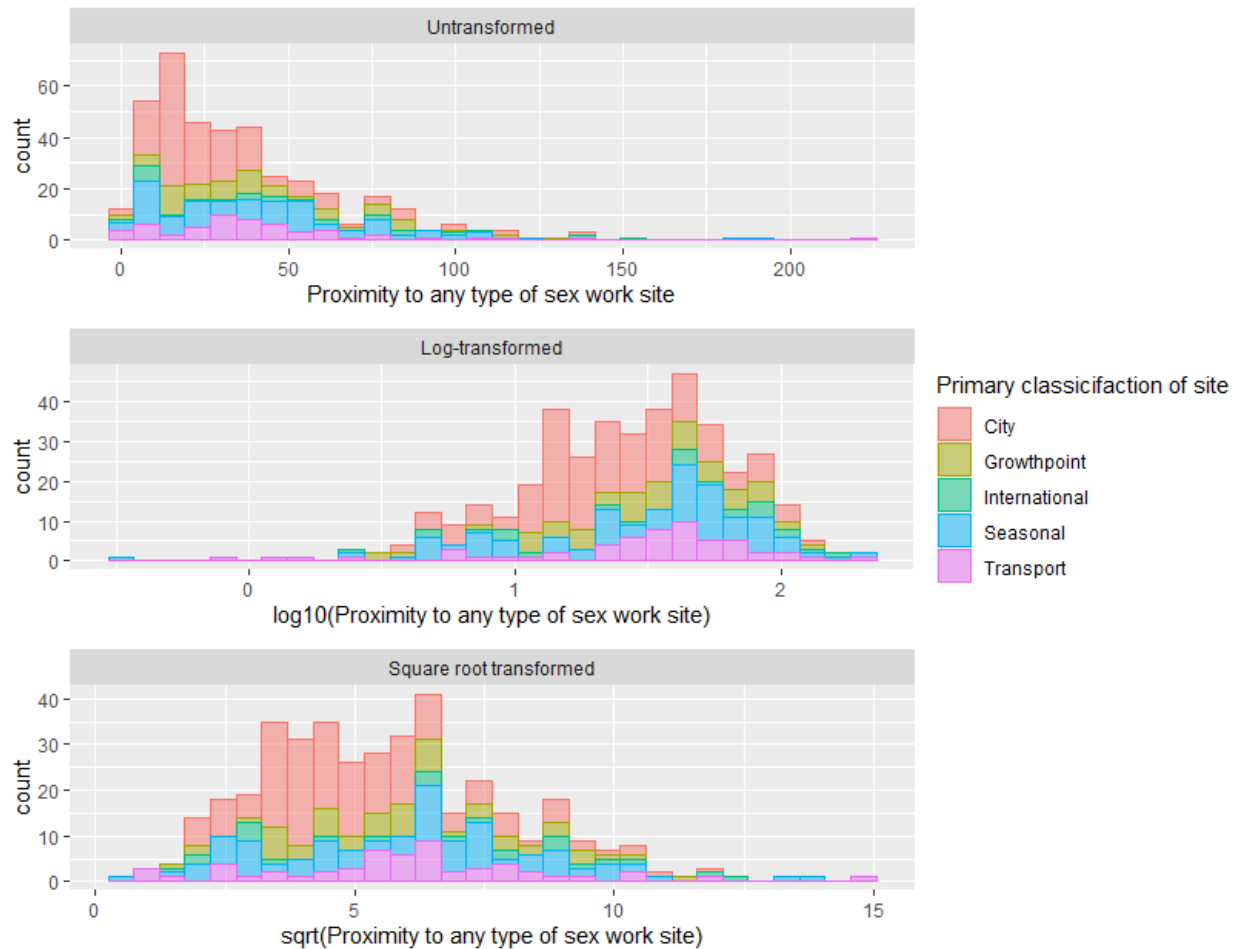 Untransformed
60
40
20
0
count
0 50 100 150 200
Proximity to any type of sex work site
Log-transformed
40
30
20
10
0
count
0 1 2
log10(Proximity to any type of sex work site)
Square root transformed
40
30
20
10
0
count
0 5 10 15
sqrt(Proximity to any type of sex work site)
Primary classicifaction of site
City
Growthpoint
International
Seasonal
Transport